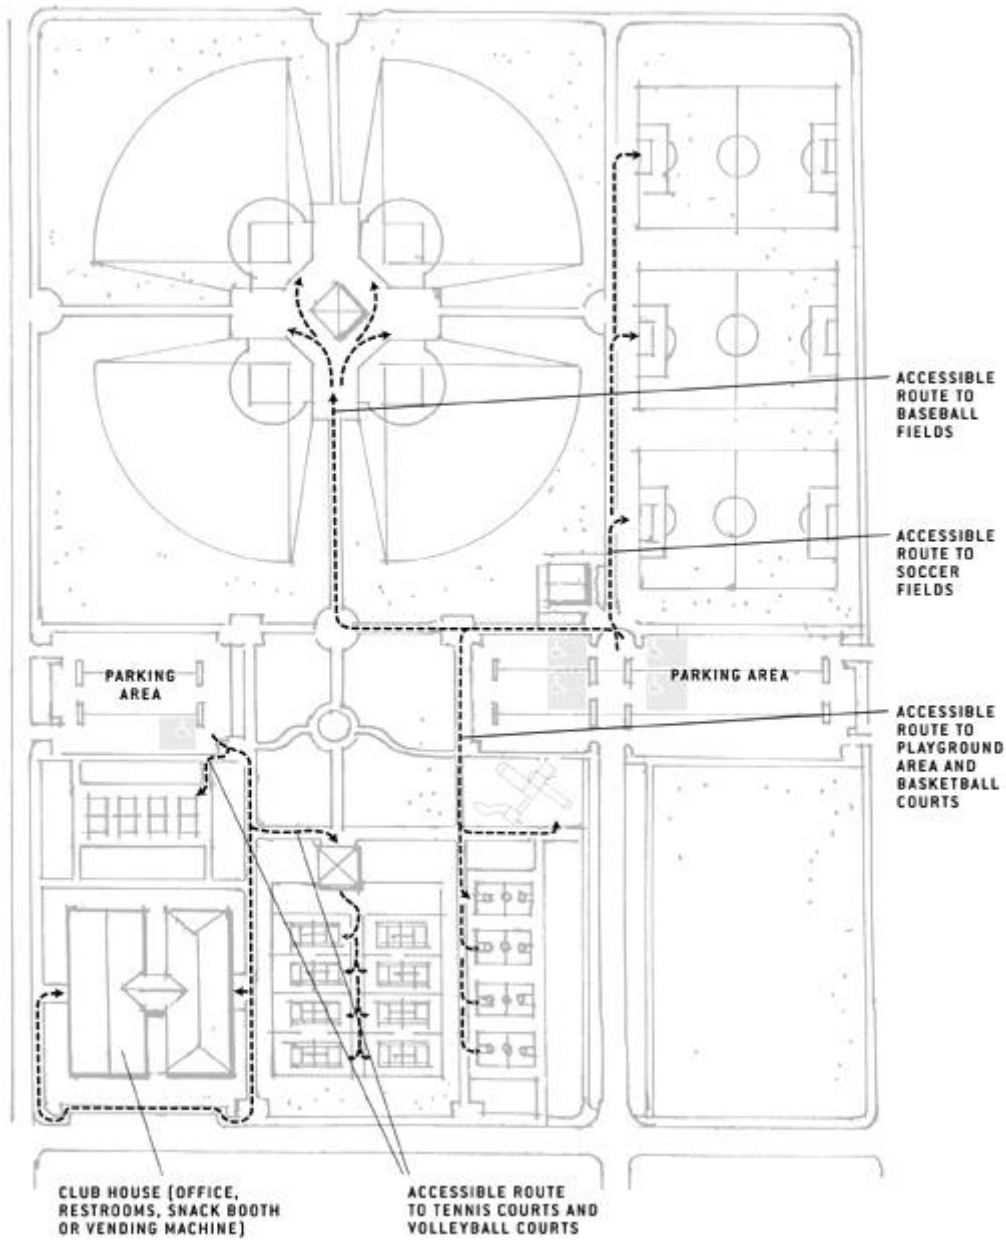 ACCESSIBLE
ROUTE TO
BASEBALL
FIELDS
ACCESSIBLE
ROUTE TO
SOCCER
FIELDS
PARKING
AREA
PARKING AREA
ACCESSIBLE
ROUTE TO
PLAYGROUND
AREA AND
BASKETBALL
COURTS
CLUB HOUSE (OFFICE,
RESTROOMS, SNACK BOOTH
OR VENDING MACHINE)
ACCESSIBLE ROUTE
TO TENNIS COURTS AND
VOLLEYBALL COURTS